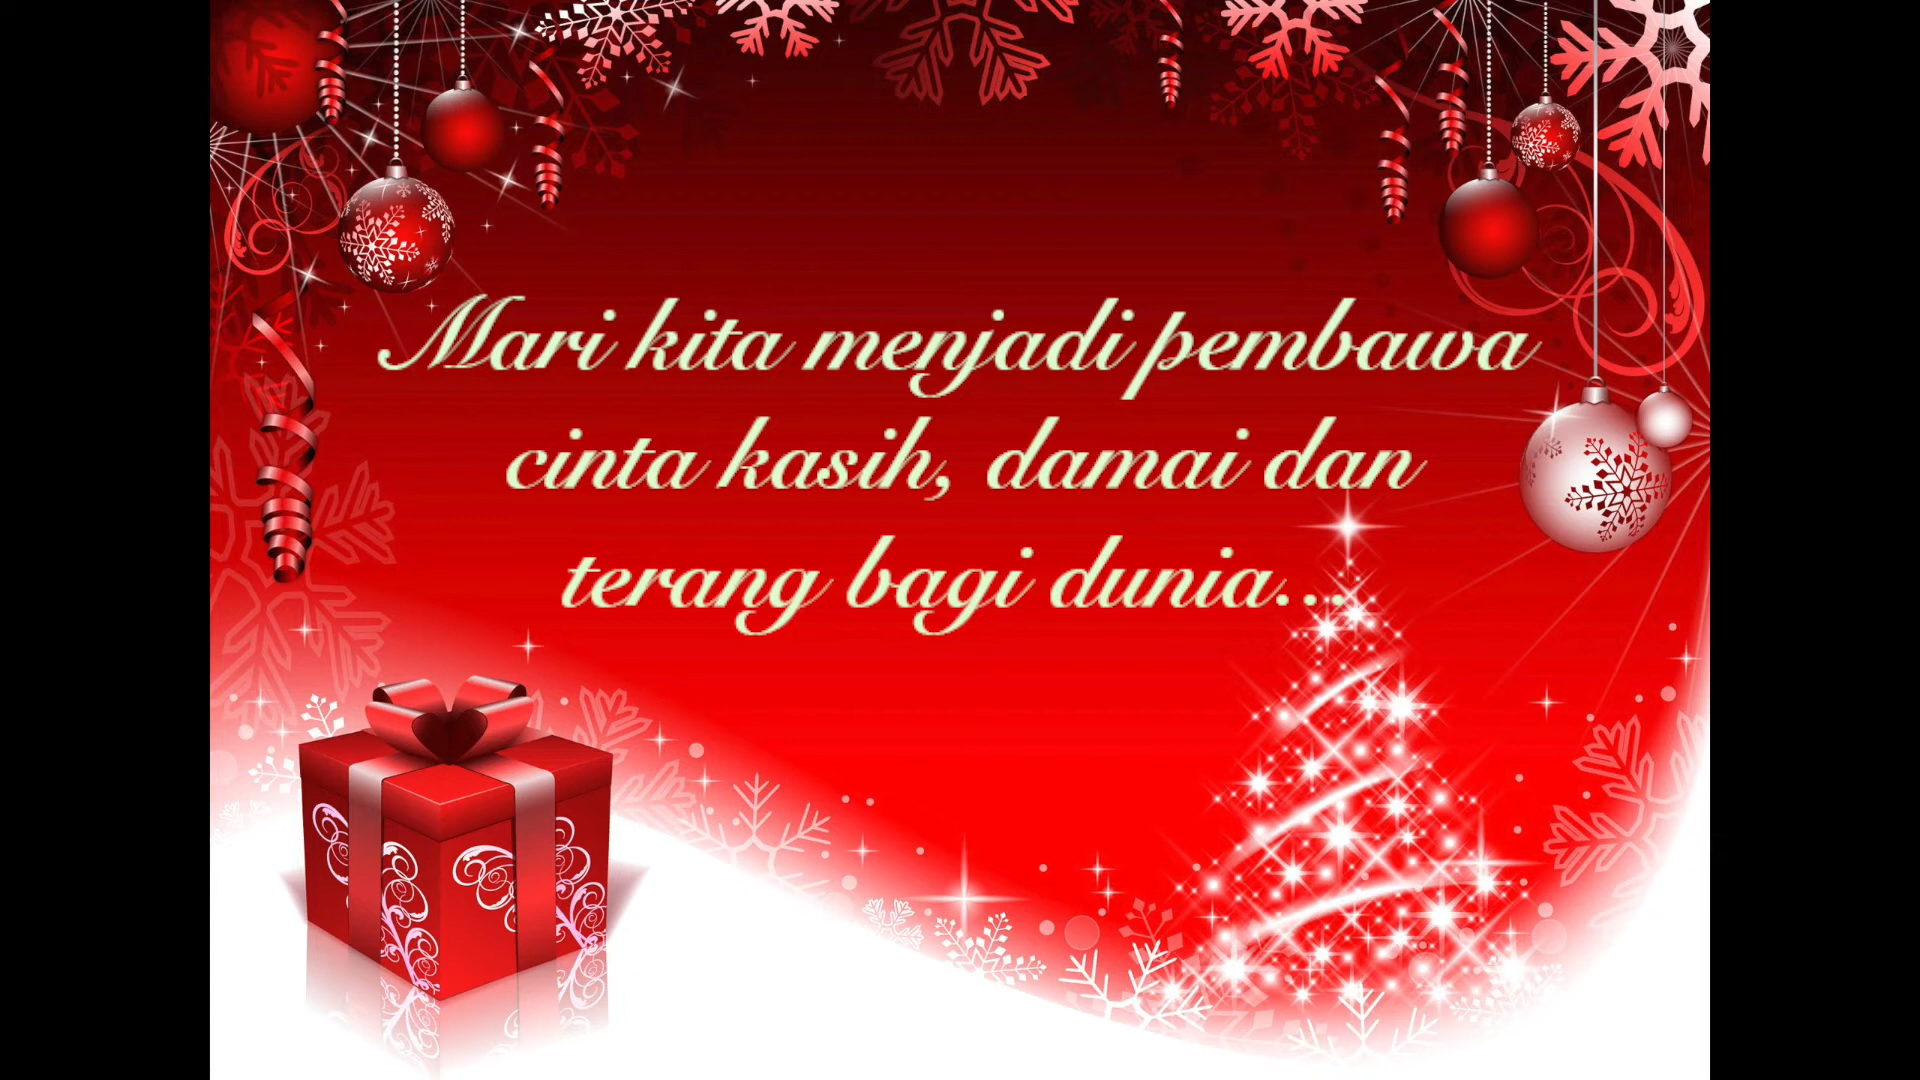 Mari kita menjadi pembawa
cinta kasih, damai dan
terang bagi dunia...